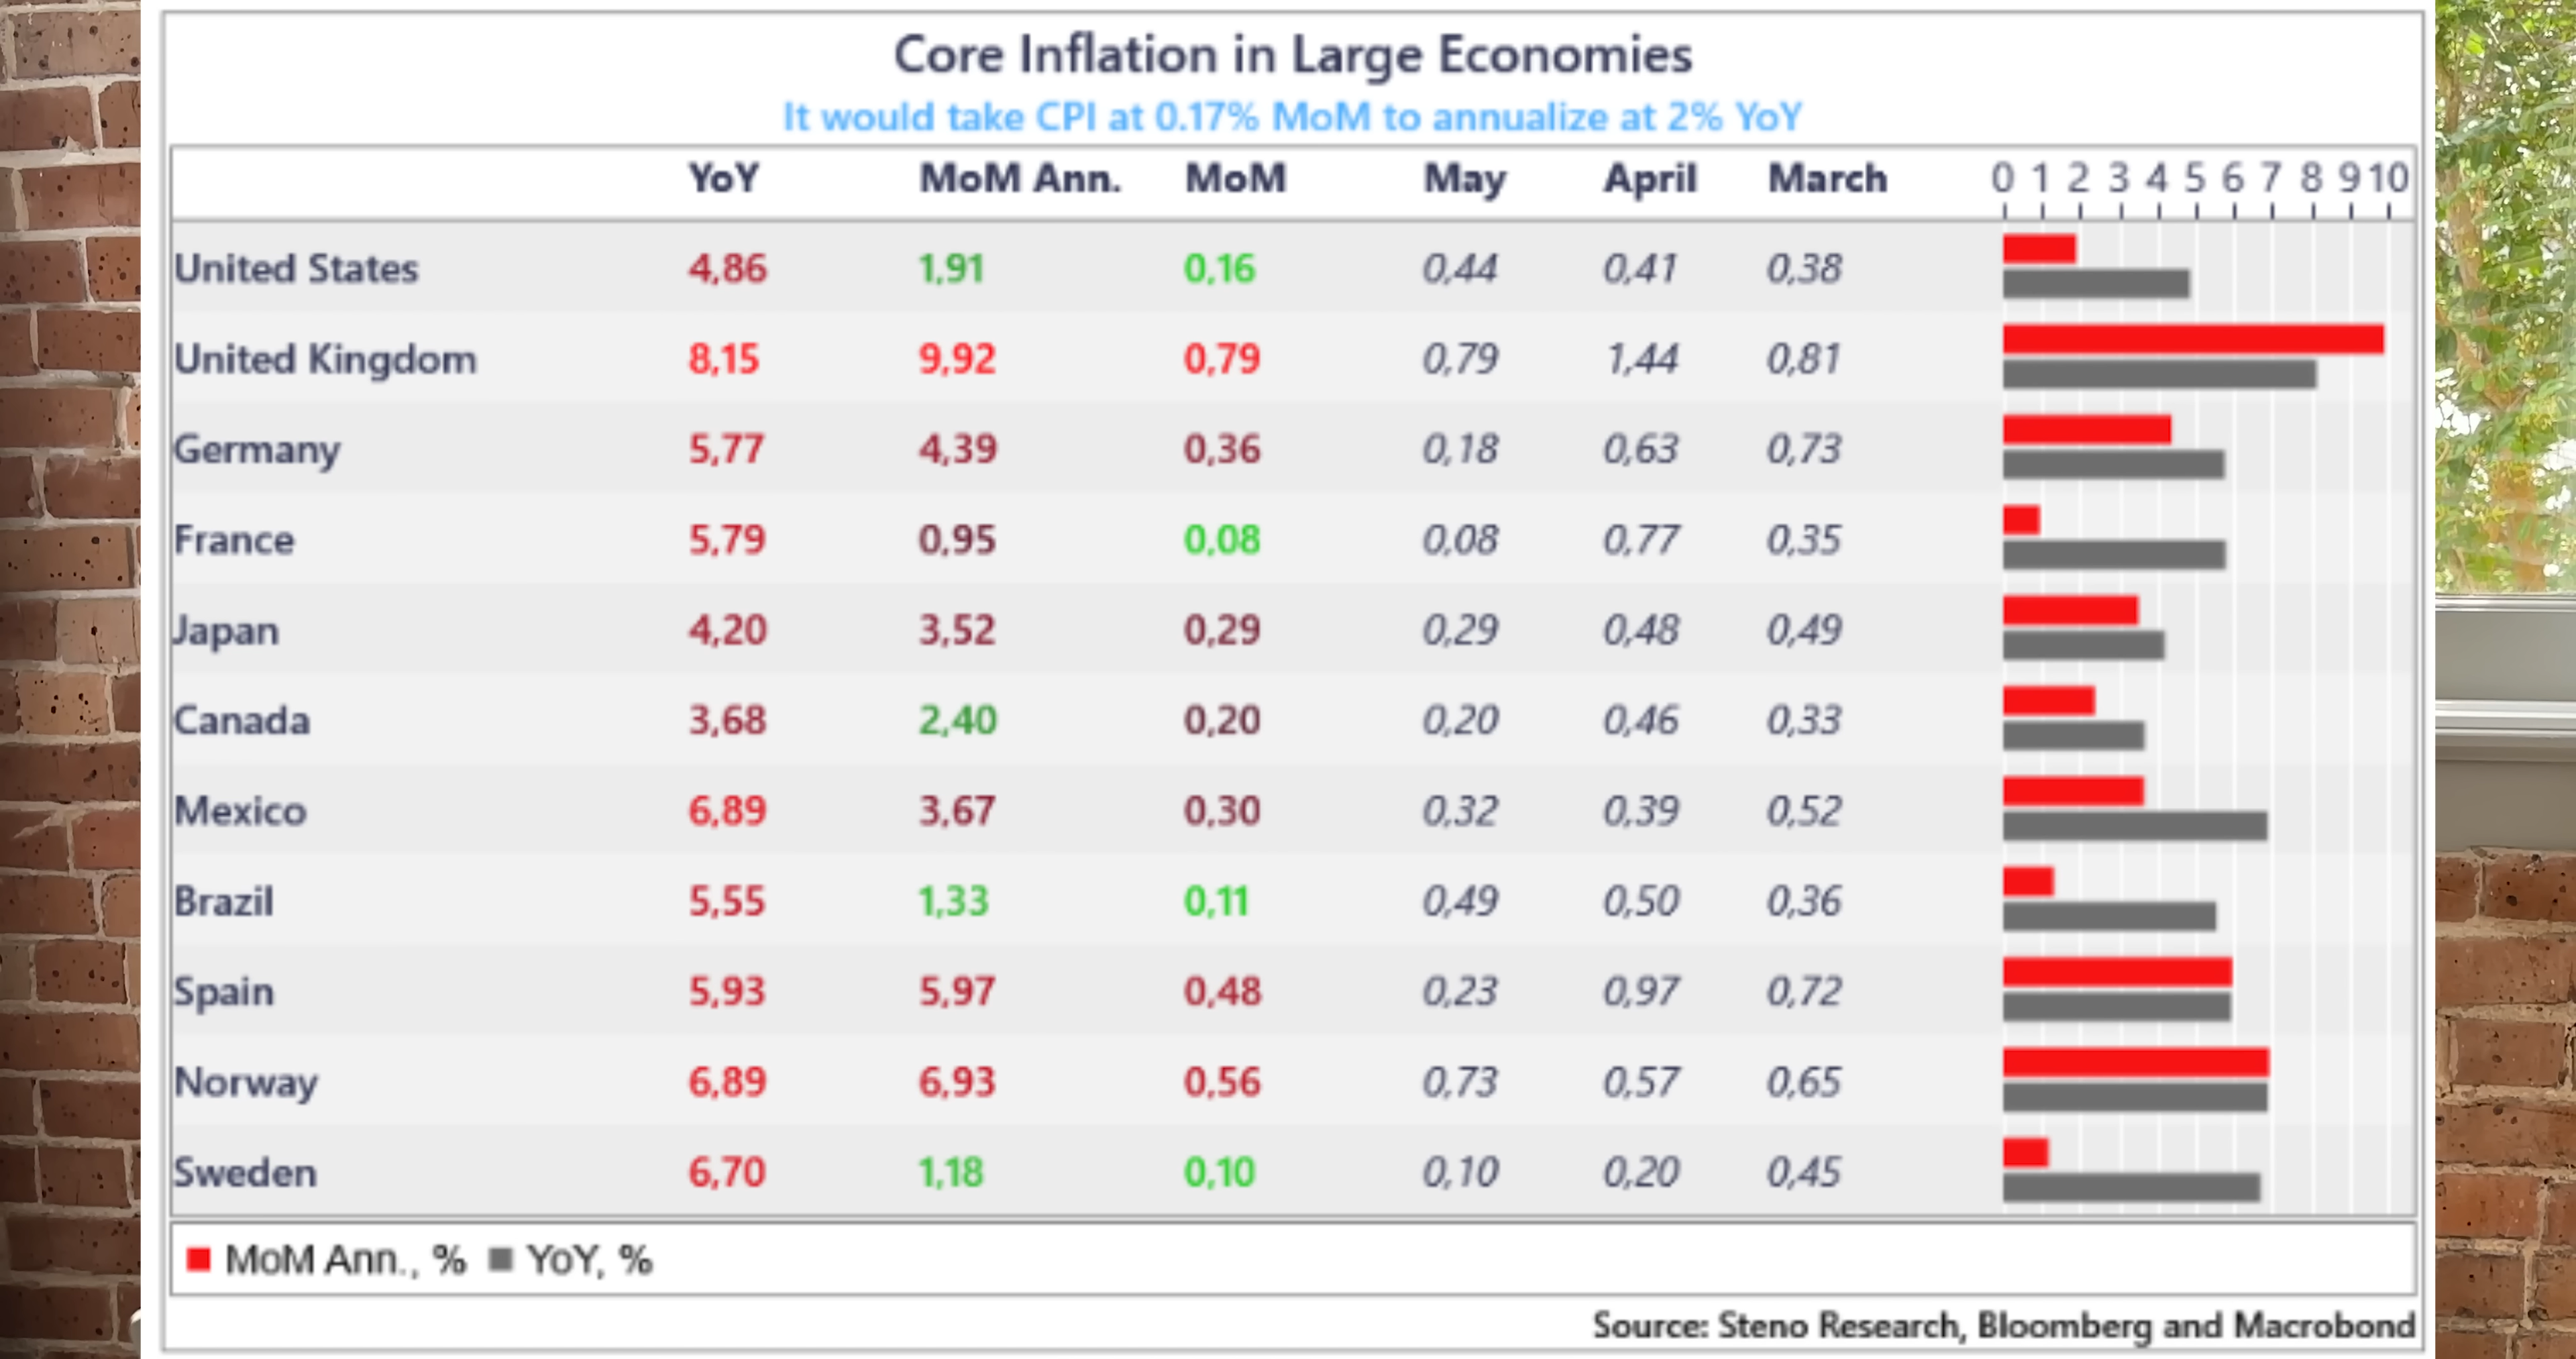 Core Inflation in Large Economies
It would take CPI at 0.17% MoM to annualize at 2% YoY
YoY MoM Ann. MoM May April March 0 1 2 3 4 5 6 7 8 9 10
United States 4,86 1,91 0,16 0,44 0,41 0,38
United Kingdom 8,15 9,92 0,79 0,79 1,44 0,81
Germany 5,77 4,39 0,36 0,18 0,63 0,73
France 5,79 0,95 0,08 0,08 0,77 0,35
Japan 4,20 3,52 0,29 0,29 0,48 0,49
Canada 3,68 2,40 0,20 0,20 0,46 0,33
Mexico 6,89 3,67 0,30 0,32 0,39 0,52
Brazil 5,55 1,33 0,11 0,49 0,50 0,36
Spain 5,93 5,97 0,48 0,23 0,97 0,72
Norway 6,89 6,93 0,56 0,73 0,57 0,65
Sweden 6,70 1,18 0,10 0,10 0,20 0,45
MoM Ann., % YoY, %
Source: Steno Research, Bloomberg and Macrobond